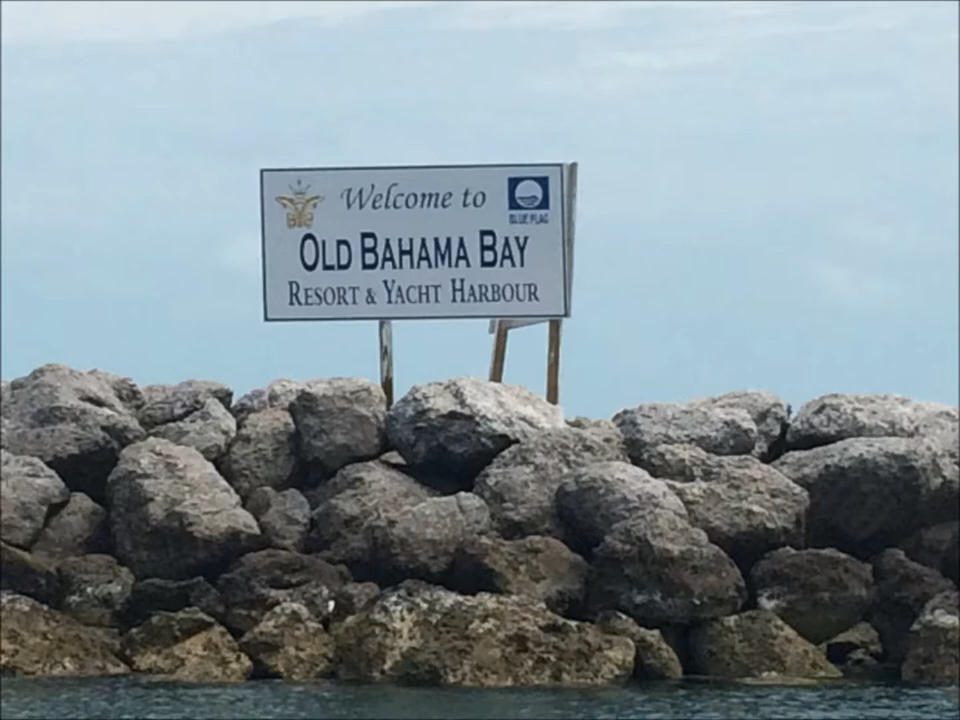 Welcome to
BLUE FLAG
OLD BAHAMA BAY
RESORT & YACHT HARBOUR